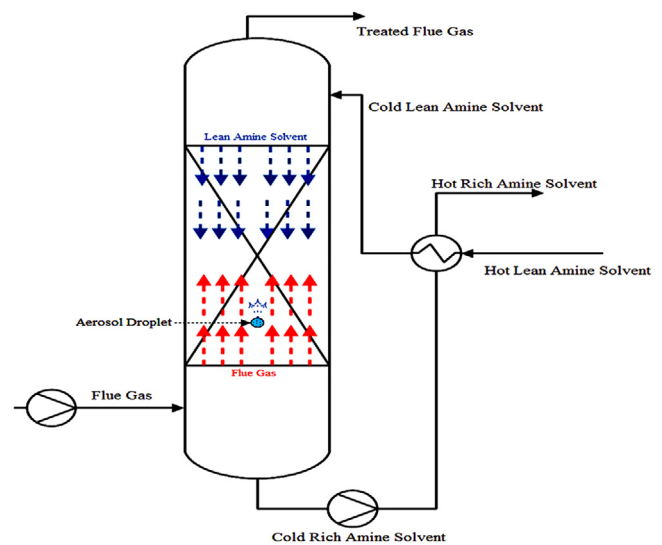 Treated Flue Gas
Cold Lean Amine Solvent
Lean Amine Solvent
Hot Rich Amine Solvent
Hot Lean Amine Solvent
Aerosol Droplet
Flue Gas
Flue Gas
Cold Rich Amine Solvent